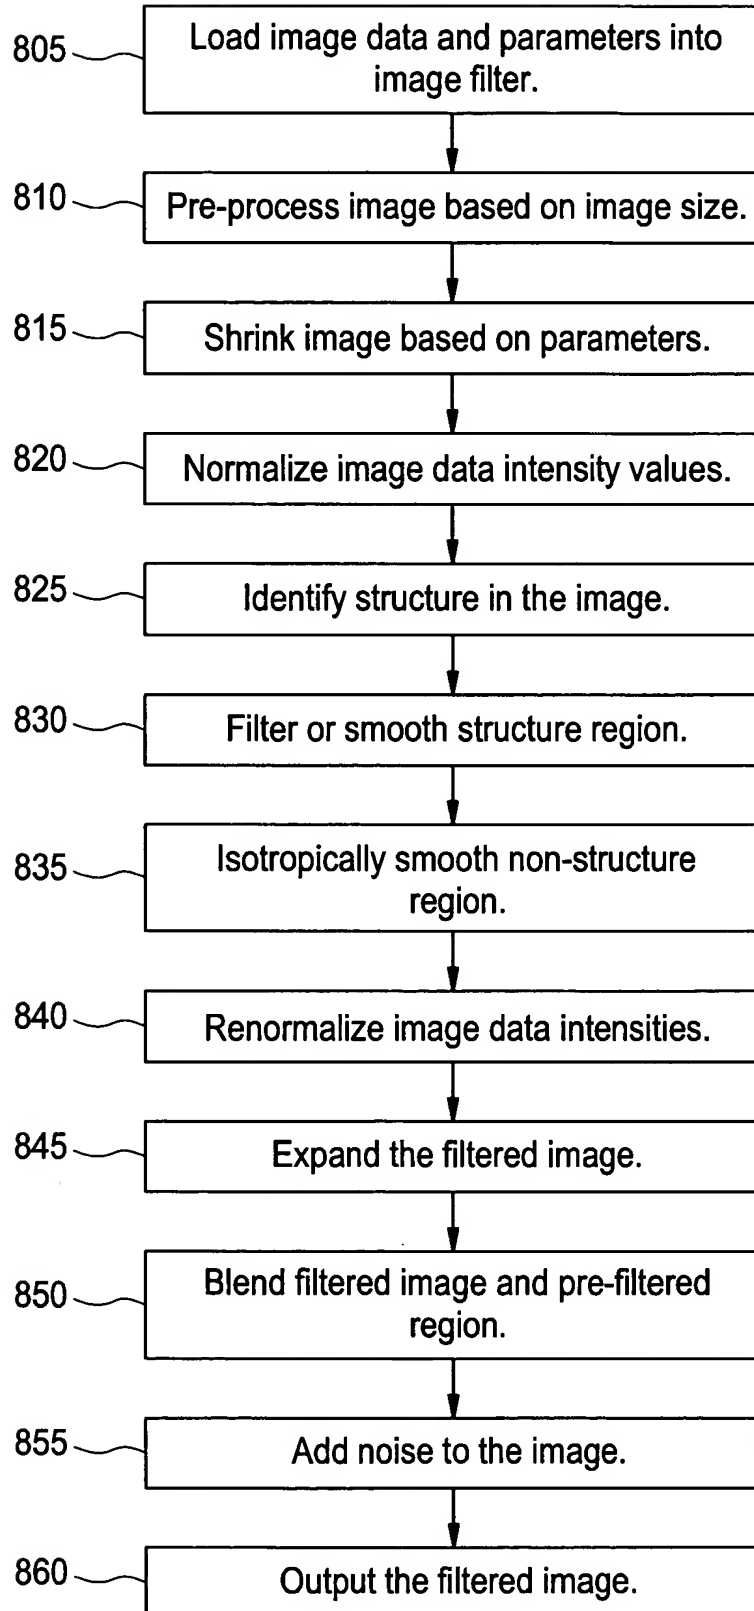 805
Load image data and parameters into
image filter.
810
Pre-process image based on image size.
815
Shrink image based on parameters.
820
Normalize image data intensity values.
825
Identify structure in the image.
830
Filter or smooth structure region.
835
Isotropically smooth non-structure
region.
840
Renormalize image data intensities.
845
Expand the filtered image.
850
Blend filtered image and pre-filtered
region.
855
Add noise to the image.
860
Output the filtered image.